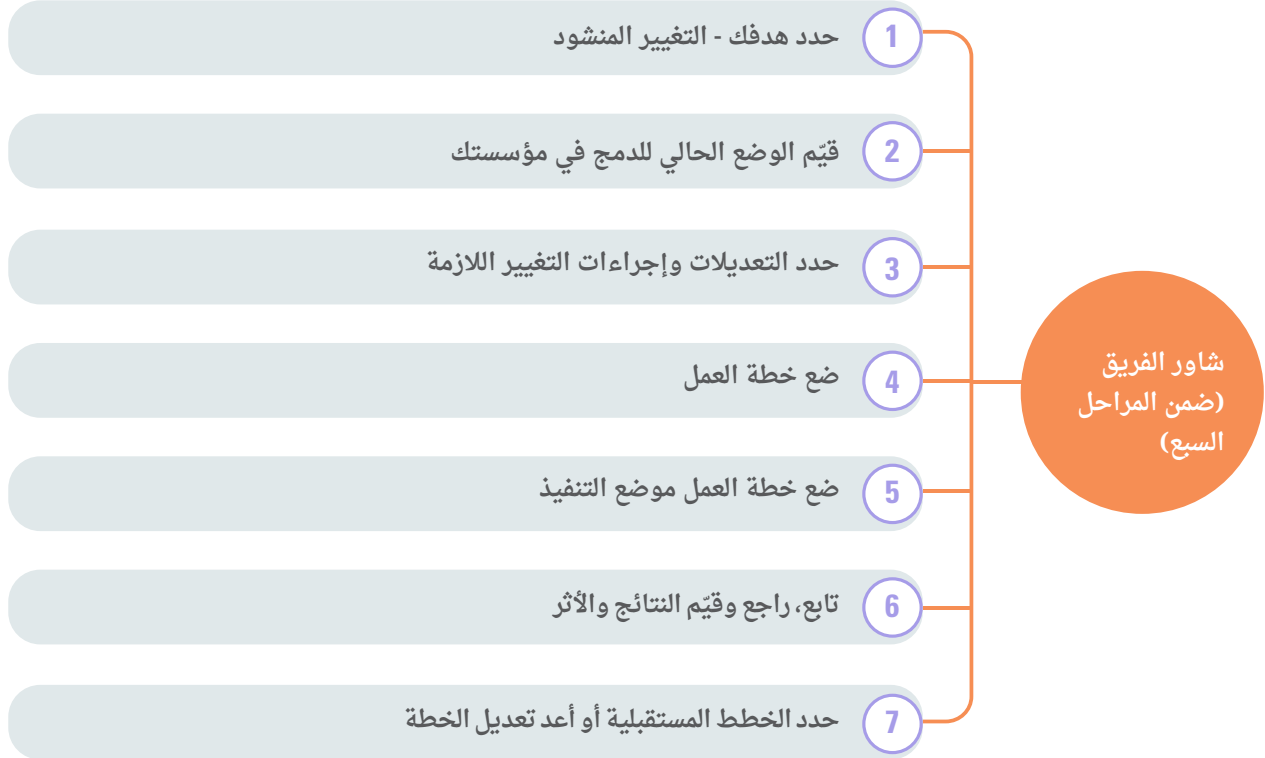 شاور الفريق
(ضمن المراحل
السبع)
1 حدد هدفك - التغيير المنشود
2 قيّم الوضع الحالي للدمج في مؤسستك
3 حدد التعديلات وإجراءات التغيير اللازمة
4 ضع خطة العمل
5 ضع خطة العمل موضع التنفيذ
6 تابع، راجع وقيّم النتائج والأثر
7 حدد الخطط المستقبلية أو أعد تعديل الخطة